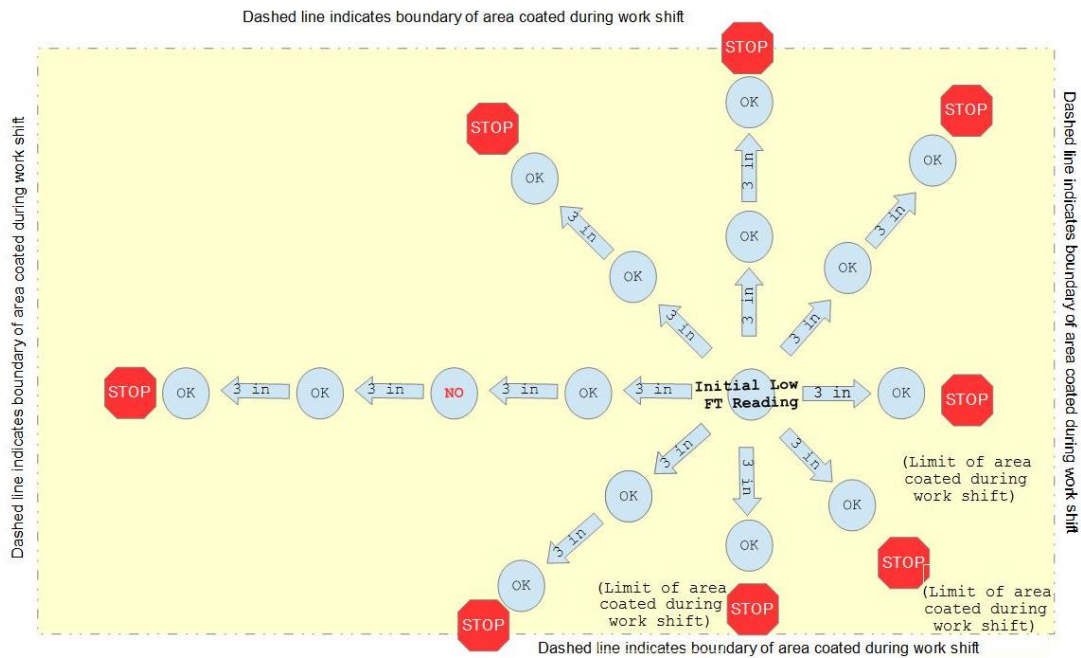 Dashed line indicates boundary of area coated during work shift
STOP
OK
3 in
OK
3 in
STOP
OK
3 in
OK
3 in
STOP
OK
3 in
OK
3 in
Dashed line indicates boundary of area coated during work shift
Dashed line indicates boundary of area coated during work shift
STOP
OK
3 in
OK
3 in
NO
3 in
OK
3 in
Initial Low
FT Reading
3 in
OK
STOP
(Limit of area
coated during
work shift)
3 in
OK
3 in
OK
STOP
3 in
OK
STOP
(Limit of area
coated during
work shift)
3 in
OK
STOP
(Limit of area
coated during
work shift)
Dashed line indicates boundary of area coated during work shift